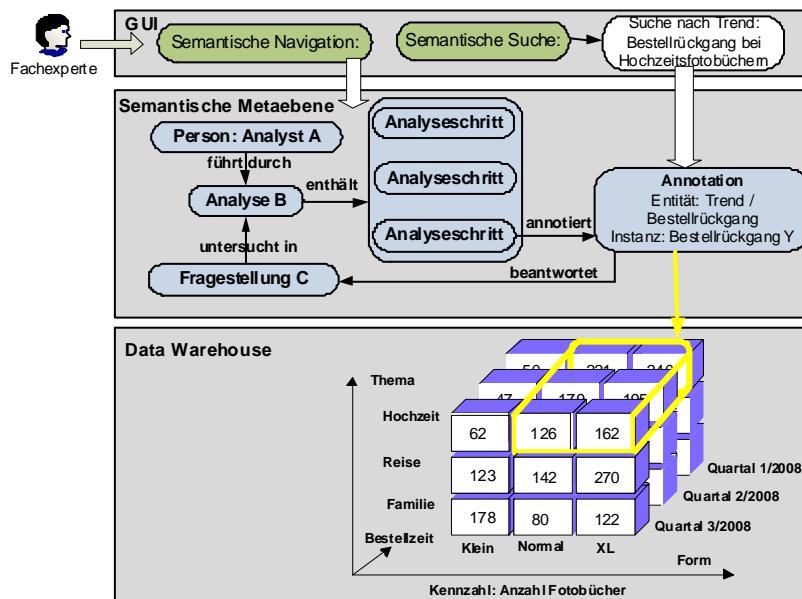 GUI
Fachexperte
Semantische Navigation:
Semantische Suche:
Suche nach Trend:
Bestellrückgang bei
Hochzeitsfotobüchern
Semantische Metaebene
Person: Analyst A
führt durch
Analyse B
enthält
untersucht in
Fragestellung C
Analyseschritt
Analyseschritt
Analyseschritt
annotiert
beantwortet
Annotation
Entität: Trend /
Bestellrückgang
Instanz: Bestellrückgang Y
Data Warehouse
Thema
Hochzeit
Reise
Familie
Bestellzeit
62 126 162
123 142 270
178 80 122
Klein Normal XL
Quartal 1/2008
Quartal 2/2008
Quartal 3/2008
Form
Kennzahl: Anzahl Fotobücher